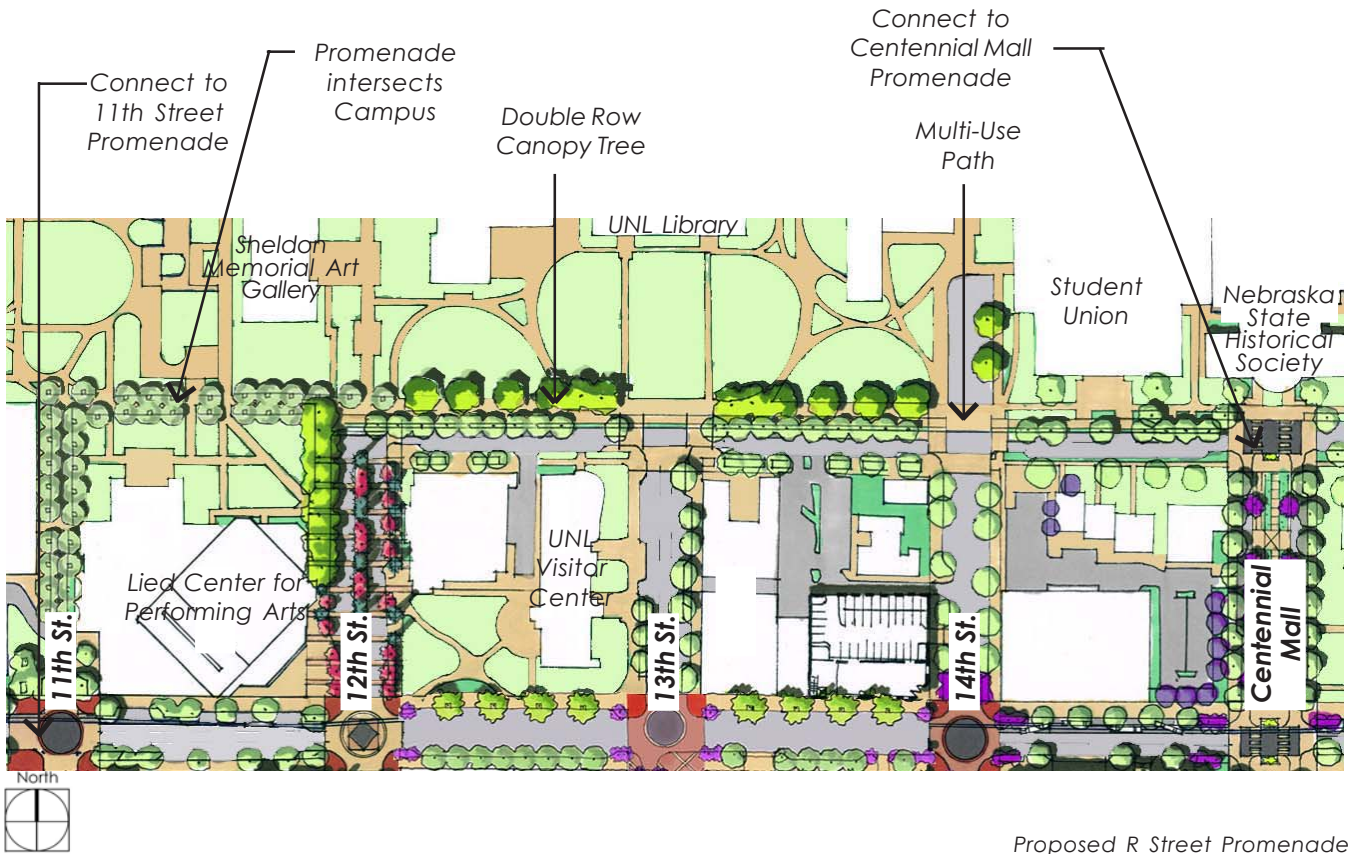 Connect to
Centennial Mall
Promenade
Promenade
intersects
Campus
Connect to
11th Street
Promenade
Double Row
Canopy Tree
Multi-Use
Path
UNL Library
Sheldon
Memorial Art
Gallery
Student
Union
Nebraska
State
Historical
Society
UNL
Visitor
Center
Lied Center for
Performing Arts
11th St.
12th St.
13th St.
14th St.
Centennial
Mall
North
Proposed R Street Promenade